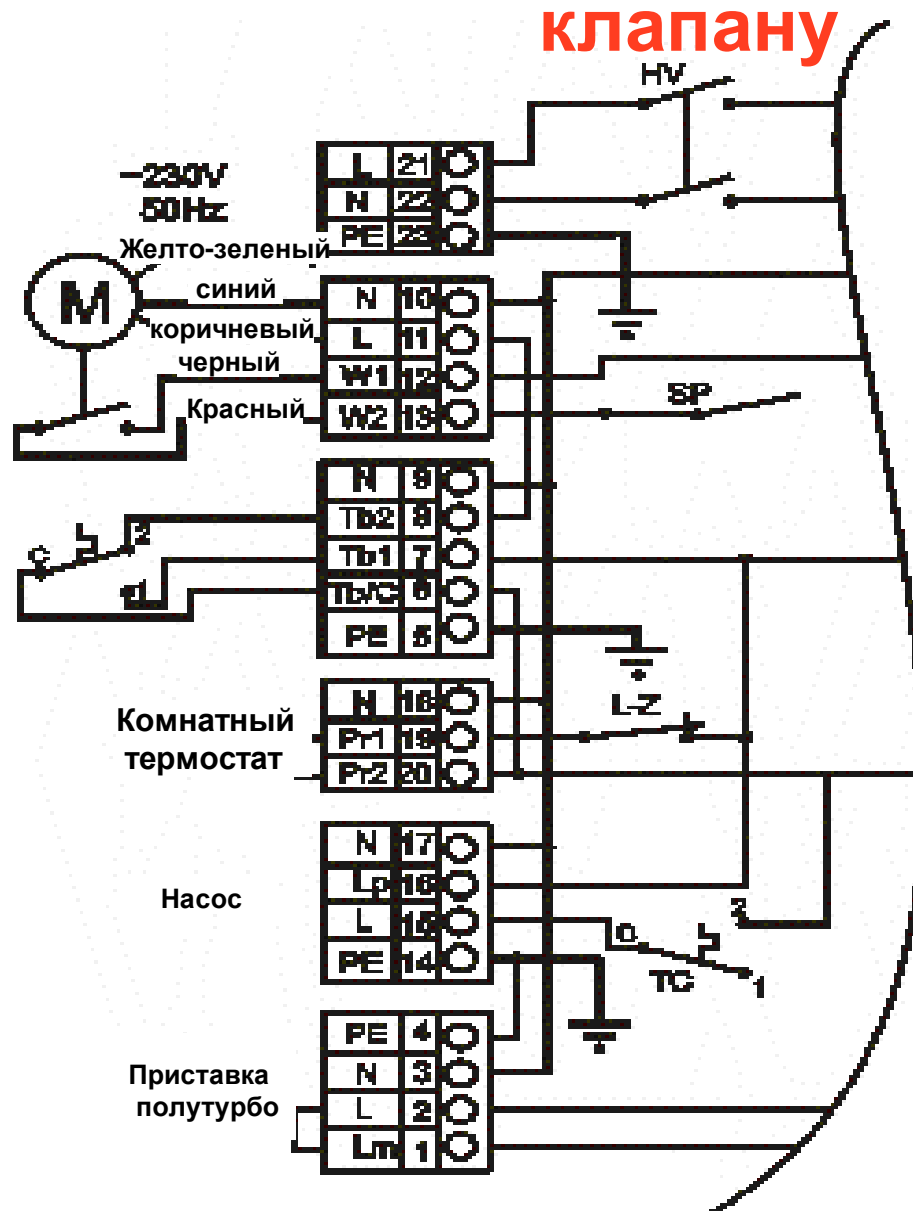 клапану
HV
L 21
~230V
50Hz
N 22
PE 23
Желто-зеленый
M
синий
N 10
коричневый
L 11
черный
W1 12
SP
Красный
W2 13
N 9
Tb2 8
C 2
Tb1 7
1
Tb/C 6
PE 5
N 18
L-Z
Комнатный
термостат
Pr1 19
Pr2 20
N 17
Lp 16
Насос
L 15
2
C
PE 14
TC 1
PE 4
Приставка
полутурбо
N 3
L 2
Lm 1